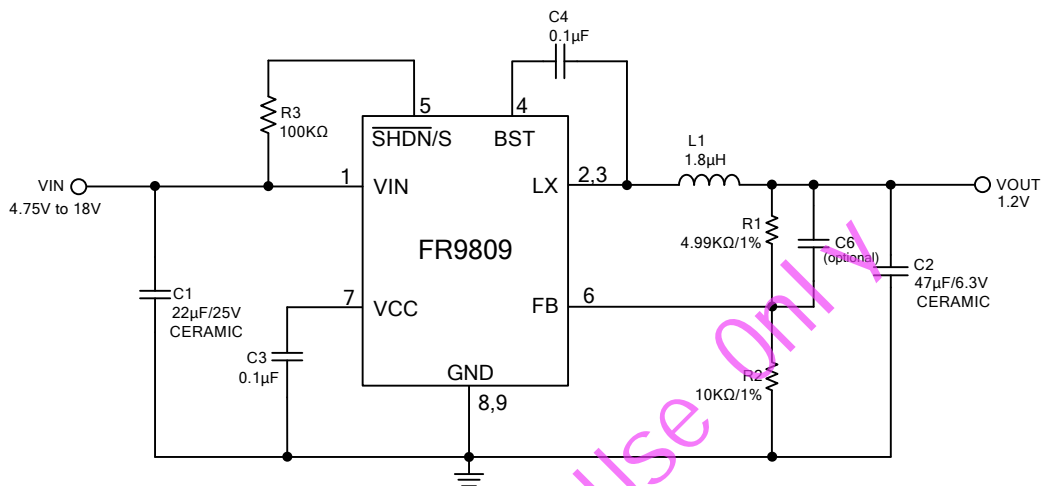 C4
0.1µF
R3
100KΩ
5
4
SHDN/S
BST
L1
1.8µH
VIN
4.75V to 18V
1
VIN
LX
2,3
VOUT
1.2V
FR9809
R1
4.99KΩ/1%
C6
(optional)
C2
47µF/6.3V
CERAMIC
C1
22µF/25V
CERAMIC
7
VCC
FB
6
C3
0.1µF
GND
8,9
R2
10KΩ/1%
Use Only